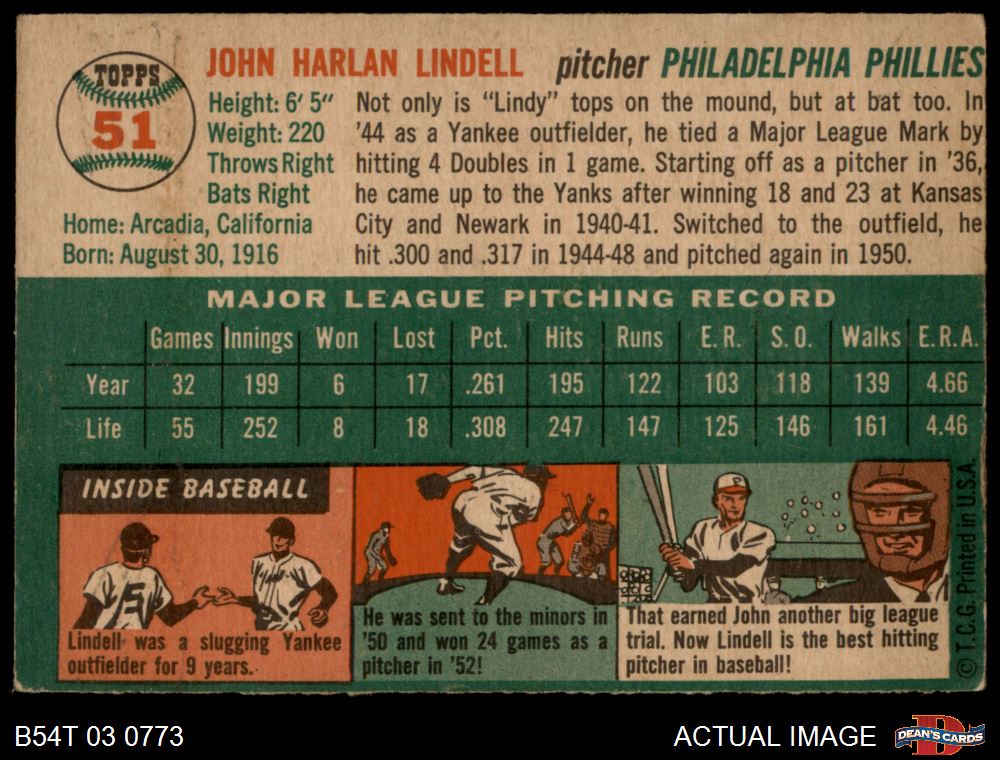 TOPPS
51
JOHN HARLAN LINDELL pitcher PHILADELPHIA PHILLIES
Height: 6' 5"
Weight: 220
Throws Right
Bats Right
Home: Arcadia, California
Born: August 30, 1916
Not only is "Lindy" tops on the mound, but at bat too. In
'44 as a Yankee outfielder, he tied a Major League Mark by
hitting 4 Doubles in 1 game. Starting off as a pitcher in '36,
he came up to the Yanks after winning 18 and 23 at Kansas
City and Newark in 1940-41. Switched to the outfield, he
hit .300 and .317 in 1944-48 and pitched again in 1950.
MAJOR LEAGUE PITCHING RECORD
Games Innings Won Lost Pct. Hits Runs E. R. S. O. Walks E. R. A.
Year 32 199 6 17 .261 195 122 103 118 139 4.66
Life 55 252 8 18 .308 247 147 125 146 161 4.46
INSIDE BASEBALL
Lindell was a slugging Yankee
outfielder for 9 years.
He was sent to the minors in
'50 and won 24 games as a
pitcher in '52!
P
That earned John another big league
trial. Now Lindell is the best hitting
pitcher in baseball!
© T.C.G. Printed in U.S.A.
B54T 03 0773
ACTUAL IMAGE
D
DEAN'S CARDS